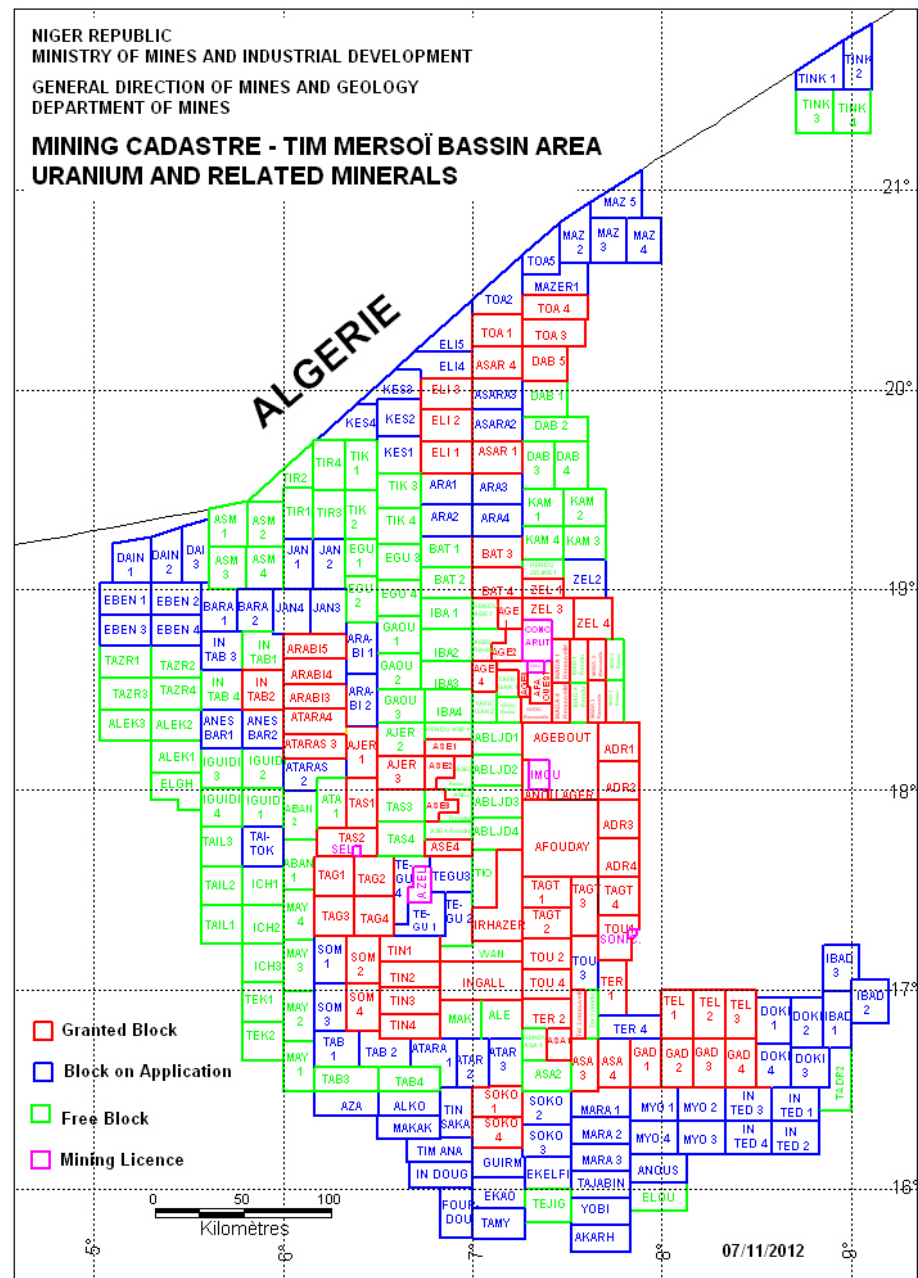 NIGER REPUBLIC
MINISTRY OF MINES AND INDUSTRIAL DEVELOPMENT
GENERAL DIRECTION OF MINES AND GEOLOGY
DEPARTMENT OF MINES
MINING CADASTRE - TIM MERSOÏ BASSIN AREA
URANIUM AND RELATED MINERALS
TINK 1
TINK 2
TINK 3
TINK 4
21°
MAZ 5
MAZ 2
MAZ 3
MAZ 4
TOA5
MAZER1
TOA2
TOA 4
TOA 1
TOA 3
ALGERIE
ELI5
ELI4
ASAR 4
DAB 5
20°
KES3
ELI 3
ASARA3
DAB 1
KES4
KES2
ELI 2
ASARA2
DAB 2
KES1
ELI 1
ASAR 1
DAB 3
DAB 4
TIR2
TIR4
TIK 1
TIK 3
ARA1
ARA3
TIR1
TIR3
TIK 2
TIK 4
ARA2
ARA4
KAM 1
KAM 2
ASM 1
ASM 2
KAM 4
KAM 3
DAIN 1
DAIN 2
DAI 3
ASM 3
ASM 4
JAN 1
JAN 2
EGU 1
EGU 3
BAT 1
BAT 3
BAT 2
BAT 4
ZEL 1
ZEL2
19°
EBEN 1
EBEN 2
BARA 1
BARA 2
JAN4
JAN3
EGU 2
EGU 4
IBA 1
AGE 1
ZEL 3
ZEL 4
EBEN 3
EBEN 4
IN TAB 3
IN TAB1
ARABI5
ARA-BI 1
GAOU 1
IBA2
AGE2
COMC ARUT
TAZR1
TAZR2
ARABI4
GAOU 2
AGE 4
AGE3
AFA OUEST
TAZR3
TAZR4
IN TAB 4
IN TAB2
ARABI3
ARA-BI 2
IBA3
ALEK3
ALEK2
ANES BAR1
ANES BAR2
ATARA4
GAOU 3
IBA4
ALEK1
ATARAS 3
AJER 1
AJER 2
ASE1
ABLJD1
AGEBOUT
ADR1
ELGH
IGUIDI 3
IGUIDI 2
ATARAS 2
AJER 3
ASE2
ABLJD2
IMOU
ADR2
18°
IGUIDI 4
IGUIDI 1
ABAN 2
ATA 1
TAS1
TAS3
ASE3
ABLJD3
ANOU LAGER
ADR3
TAIL3
TAI-TOK
TAS2
SEL
TAS4
ASE4
ABLJD4
AFOUDAY
ADR4
TAIL2
ICH1
ABAN 1
TAG1
TAG2
TE-GU 4
AZEL
TEGU3
TIO
TAGT 1
TAGT 3
TAGT 4
TAIL1
ICH2
MAY 4
TAG3
TAG4
TE-GU 1
TE-GU 2
IRHAZER
TAGT 2
TOU1
ICH3
MAY 3
SOM 1
SOM 2
TIN1
WAN
TOU 2
TOU 3
IBAD 3
TIN2
INGALL
TOU 4
TER 1
17°
TEK1
MAY 2
SOM 3
SOM 4
TIN3
MAK
ALE
TER 2
TEL 1
TEL 2
TEL 3
DOKI 1
DOKI 2
IBAD 1
IBAD 2
TEK2
TIN4
TER 4
MAY 1
TAB 1
TAB 2
ATARA 1
ATAR 2
ATAR 3
ASA1
ASA 3
ASA 4
GAD 1
GAD 2
GAD 3
GAD 4
DOKI 4
DOKI 3
TADR2
TAB3
TAB4
ASA2
AZA
ALKO
TIN SAKA
SOKO 1
SOKO 2
MARA 1
MYO 1
MYO 2
IN TED 3
IN TED 1
MAKAK
SOKO 4
SOKO 3
MARA 2
MYO 4
MYO 3
IN TED 4
IN TED 2
TIM ANA
GUIRM
MARA 3
ANOUS
IN DOUG
EKELFI
TAJABIN
16°
EKAO
TEJIG
ELOU
FOUR DOU
TAMY
YOBI
AKARH
Granted Block
Block on Application
Free Block
Mining Licence
0 50 100
Kilomètres
07/11/2012
5°
6°
7°
8°
9°